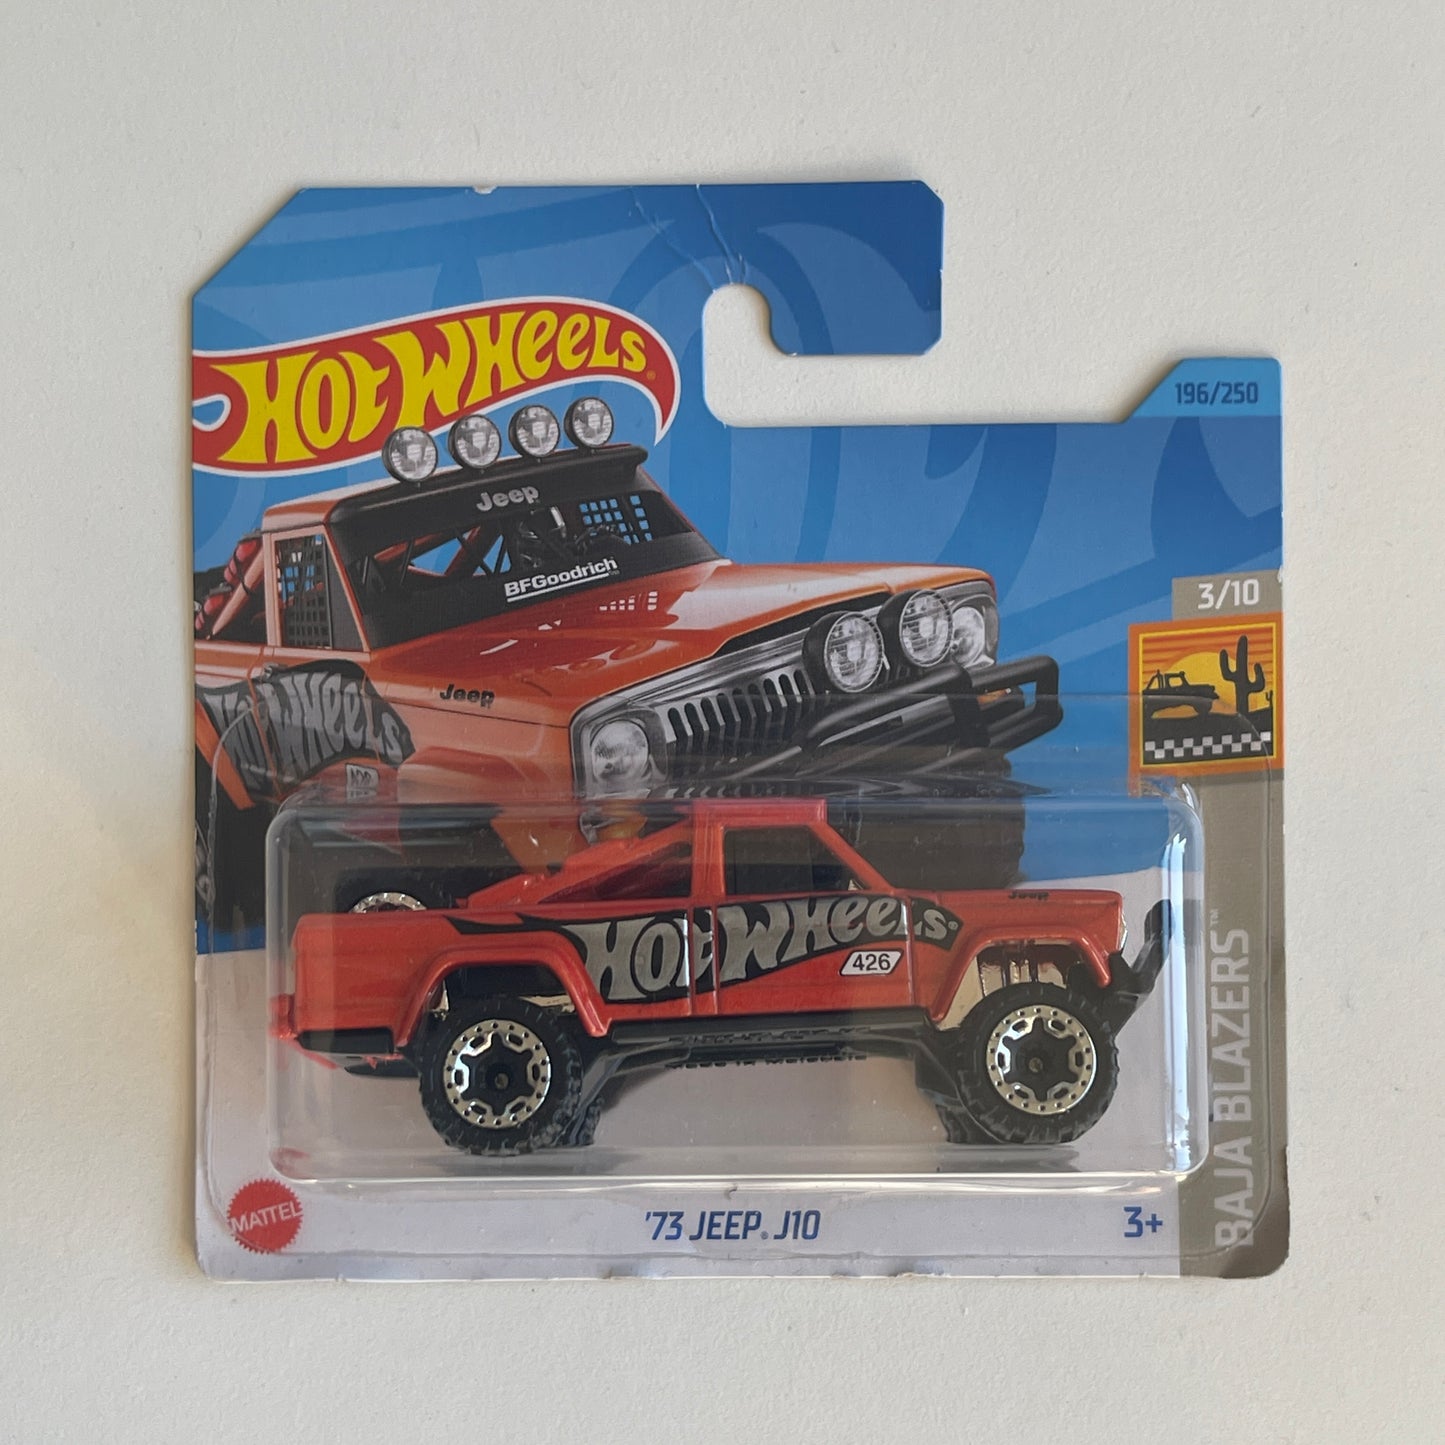 HOT WHEELS®
196/250
Jeep
BFGoodrich
3/10
Jeep
HOT WHEELS
Jeep
HOT WHEELS®
426
BAJA BLAZERS™
MATTEL
'73 JEEP® J10
3+